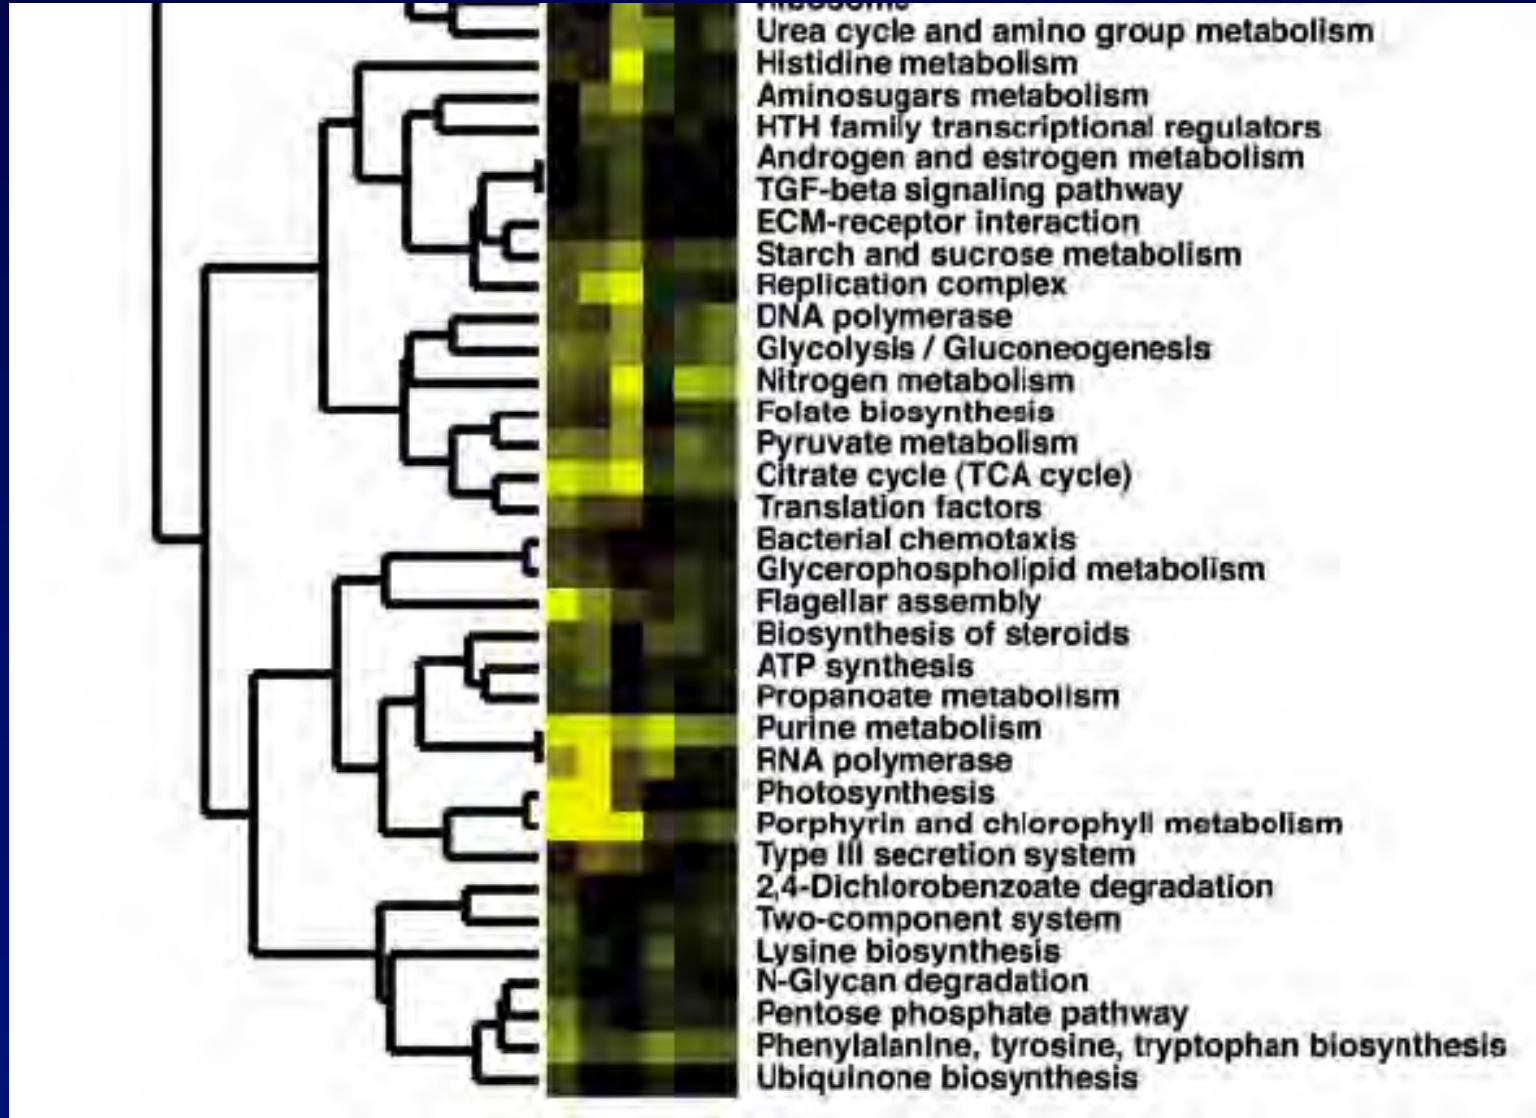 Ribosome
Urea cycle and amino group metabolism
Histidine metabolism
Aminosugars metabolism
HTH family transcriptional regulators
Androgen and estrogen metabolism
TGF-beta signaling pathway
ECM-receptor interaction
Starch and sucrose metabolism
Replication complex
DNA polymerase
Glycolysis / Gluconeogenesis
Nitrogen metabolism
Folate biosynthesis
Pyruvate metabolism
Citrate cycle (TCA cycle)
Translation factors
Bacterial chemotaxis
Glycerophospholipid metabolism
Flagellar assembly
Biosynthesis of steroids
ATP synthesis
Propanoate metabolism
Purine metabolism
RNA polymerase
Photosynthesis
Porphyrin and chlorophyll metabolism
Type III secretion system
2,4-Dichlorobenzoate degradation
Two-component system
Lysine biosynthesis
N-Glycan degradation
Pentose phosphate pathway
Phenylalanine, tyrosine, tryptophan biosynthesis
Ubiquinone biosynthesis